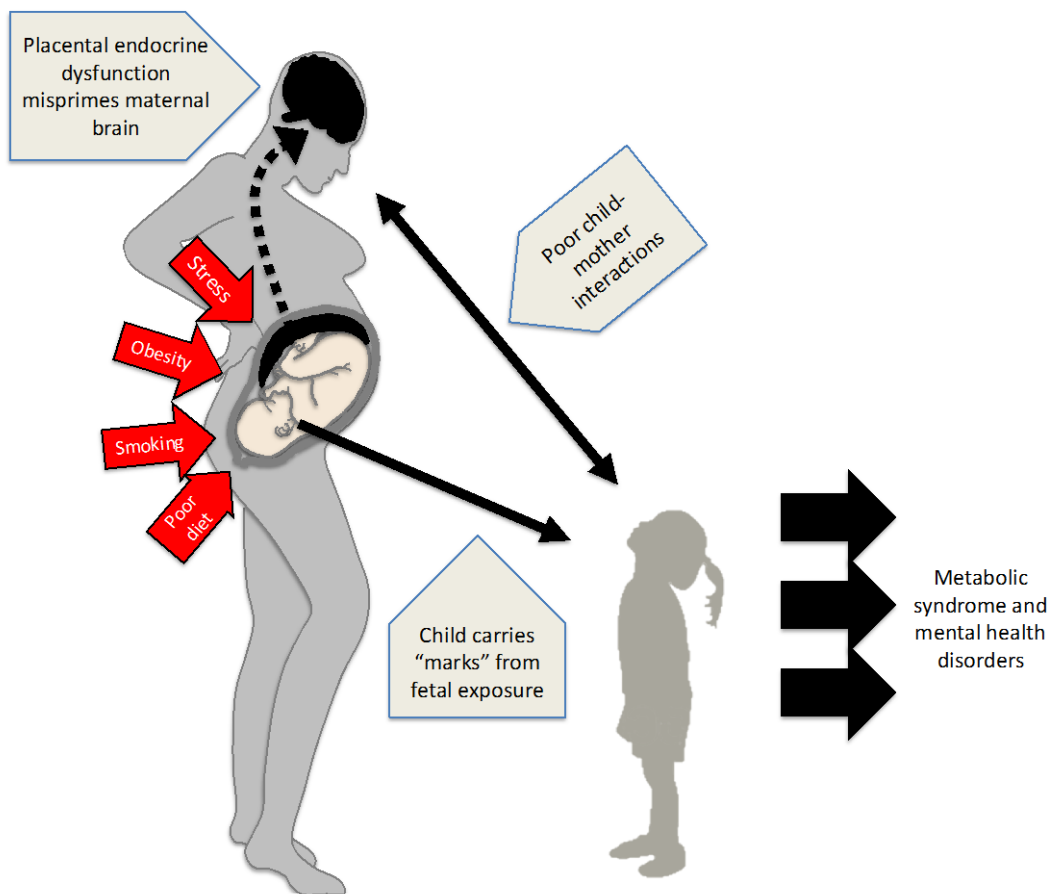 Placental endocrine
dysfunction
misprimes maternal
brain
Poor child-
mother
interactions
Stress
Obesity
Smoking
Poor
diet
Child carries
“marks” from
fetal exposure
Metabolic
syndrome and
mental health
disorders